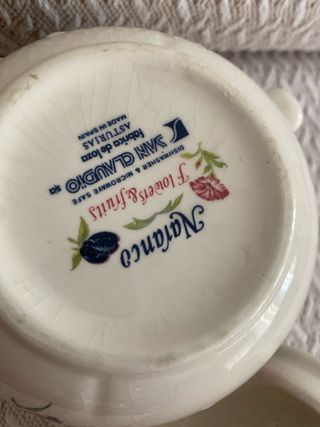 Naranco
Flowers&fruits
DISHWASHER & MICROWAVE SAFE
SAN CLAUDIO s/a
fabrica de loza
ASTURIAS
MADE IN SPAIN